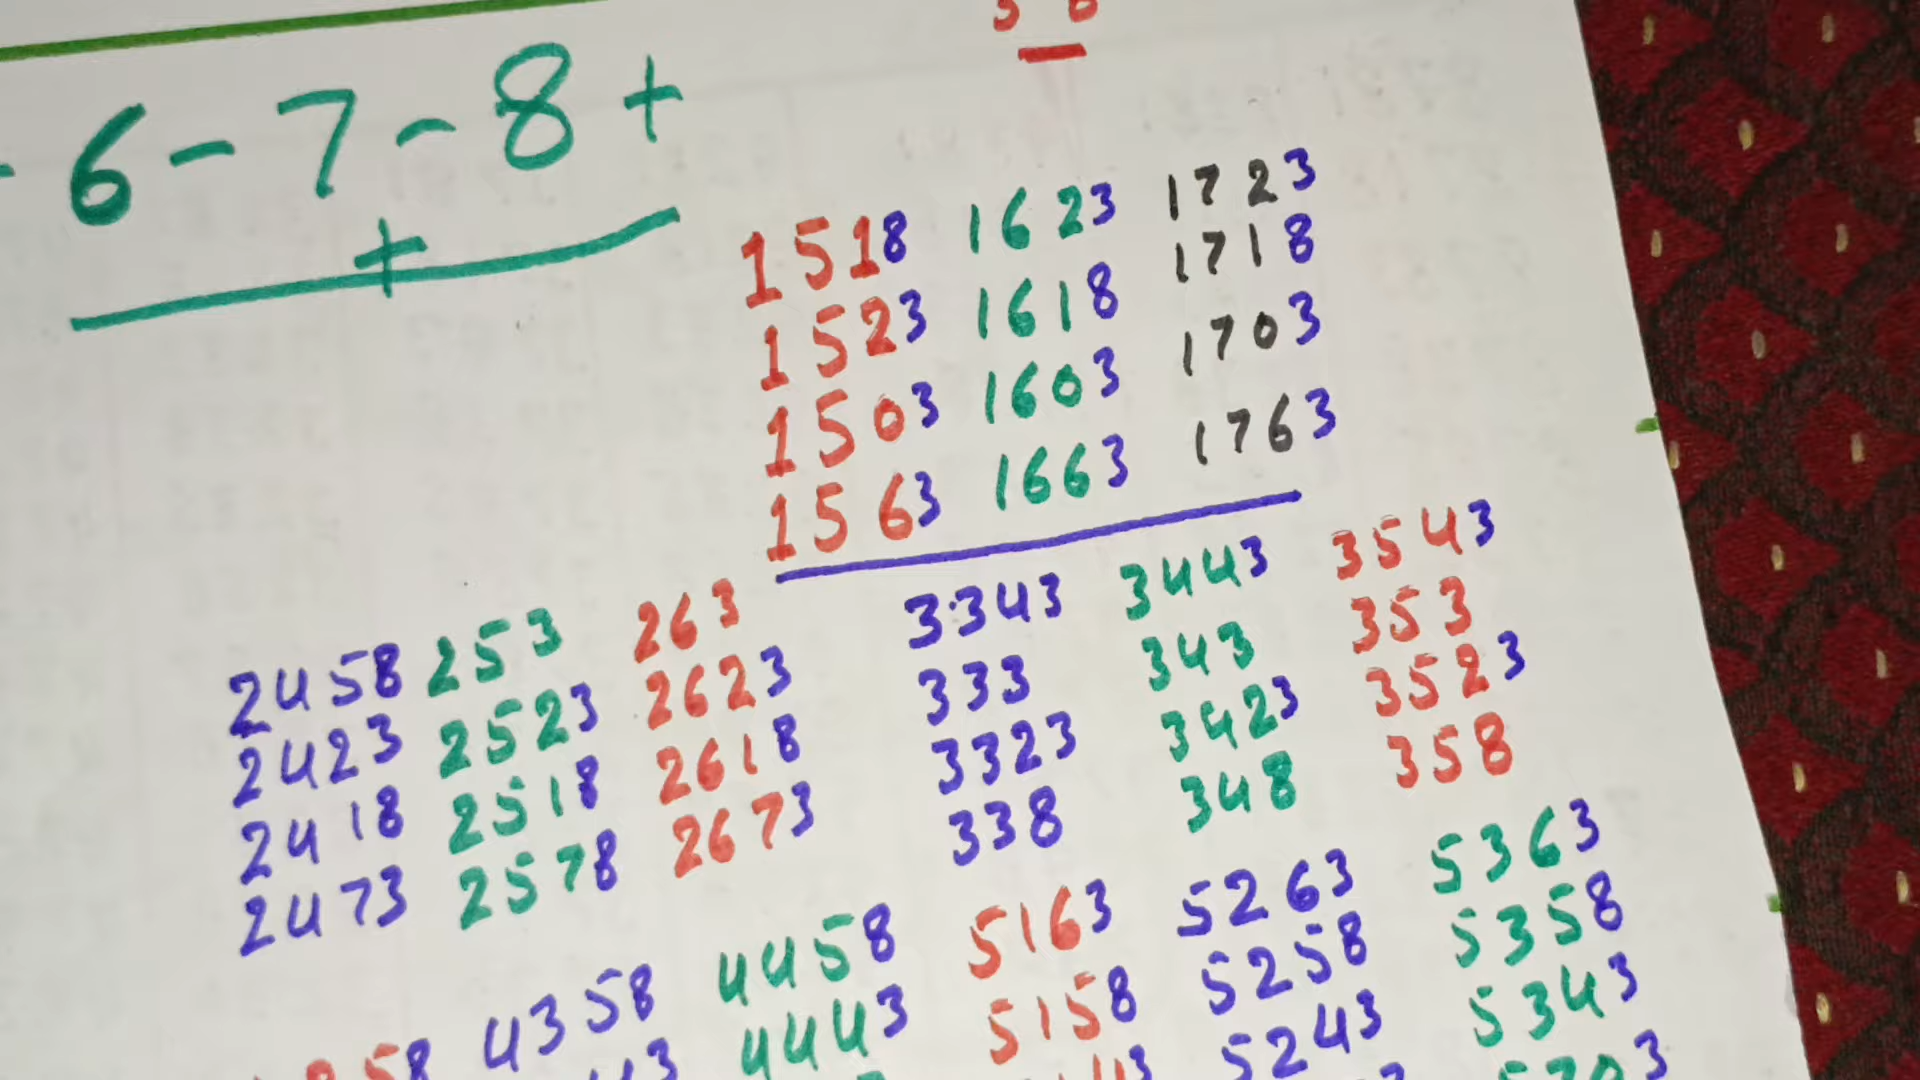 5 8
- 6 - 7 - 8 +
+
1518 1623 1723
1523 1618 1718
1503 1603 1703
1563 1663 1763
2458 253 263
2423 2523 2623
2418 2518 2618
2473 2578 2673
3343 3443 3543
333 343 353
3323 3423 3523
338 348 358
4358 4458
4443
5163 5263 5363
5158 5258 5358
5243 5343